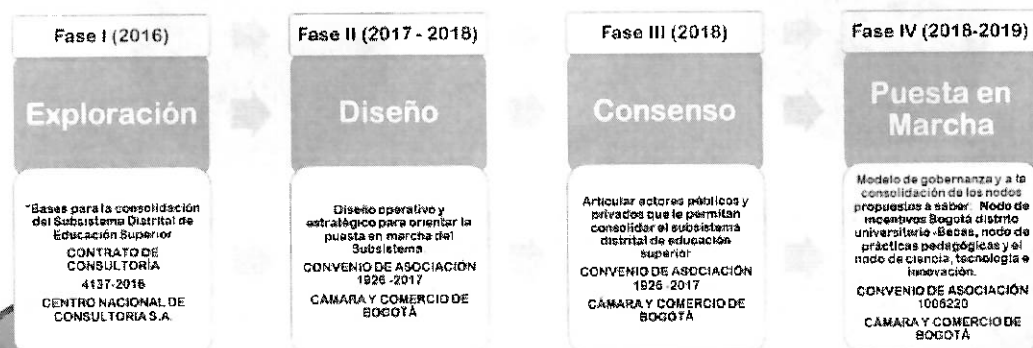 Fase I (2016)
Exploración
"Bases para la consolidación
del Subsistema Distrital de
Educación Superior
CONTRATO DE
CONSULTORÍA
4137-2016
CENTRO NACIONAL DE
CONSULTORIA S.A.
Fase II (2017 - 2018)
Diseño
Diseño operativo y
estratégico para orientar la
puesta en marcha del
Subsistema
CONVENIO DE ASOCIACIÓN
1926 -2017
CÁMARA Y COMERCIO DE
BOGOTÁ
Fase III (2018)
Consenso
Articular actores públicos y
privados que le permitan
consolidar el subsistema
distrital de educación
superior
CONVENIO DE ASOCIACIÓN
1926 -2017
CÁMARA Y COMERCIO DE
BOGOTÁ
Fase IV (2018-2019)
Puesta en
Marcha
Modelo de gobernanza y a la
consolidación de los nodos
propuestos a saber: Nodo de
incentivos Bogotá distrito
universitario -Becas, nodo de
prácticas pedagógicas y el
nodo de ciencia, tecnología e
innovación.
CONVENIO DE ASOCIACIÓN
1006220
CÁMARA Y COMERCIO DE
BOGOTÁ